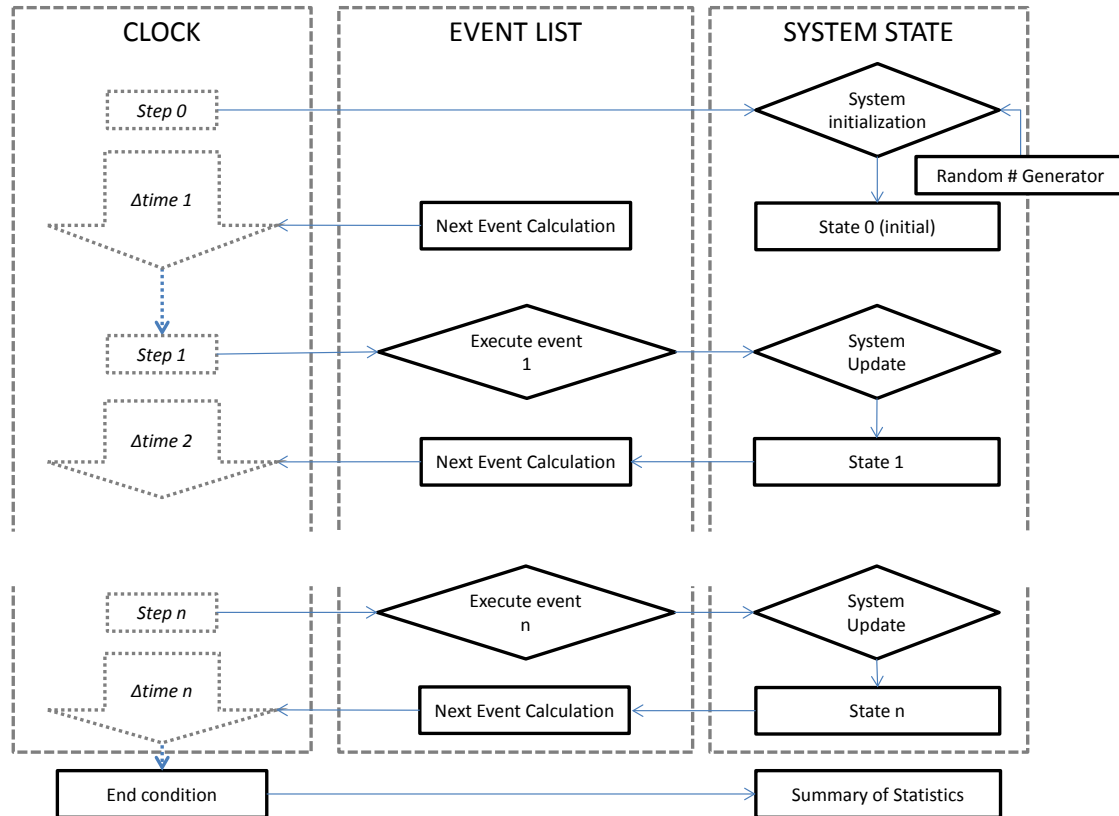 CLOCK
EVENT LIST
SYSTEM STATE
Step 0
System
initialization
Random # Generator
Δtime 1
Next Event Calculation
State 0 (initial)
Step 1
Execute event
1
System
Update
Δtime 2
Next Event Calculation
State 1
Step n
Execute event
n
System
Update
Δtime n
Next Event Calculation
State n
End condition
Summary of Statistics